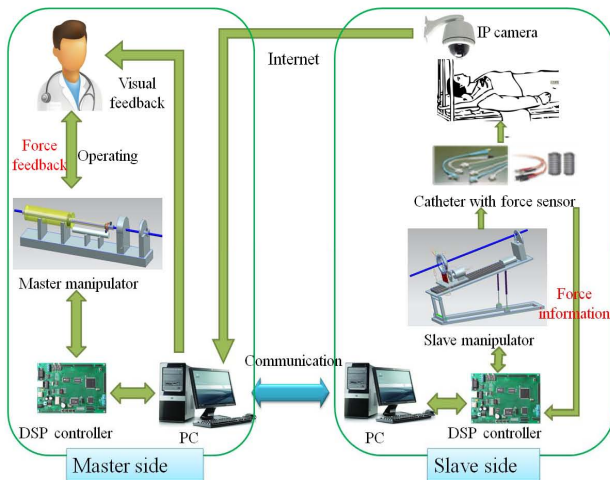 Visual
feedback
Force
feedback
Operating
Master manipulator
DSP controller
PC
Master side
Internet
Communication
IP camera
Catheter with force sensor
Force
information
Slave manipulator
PC
DSP controller
Slave side